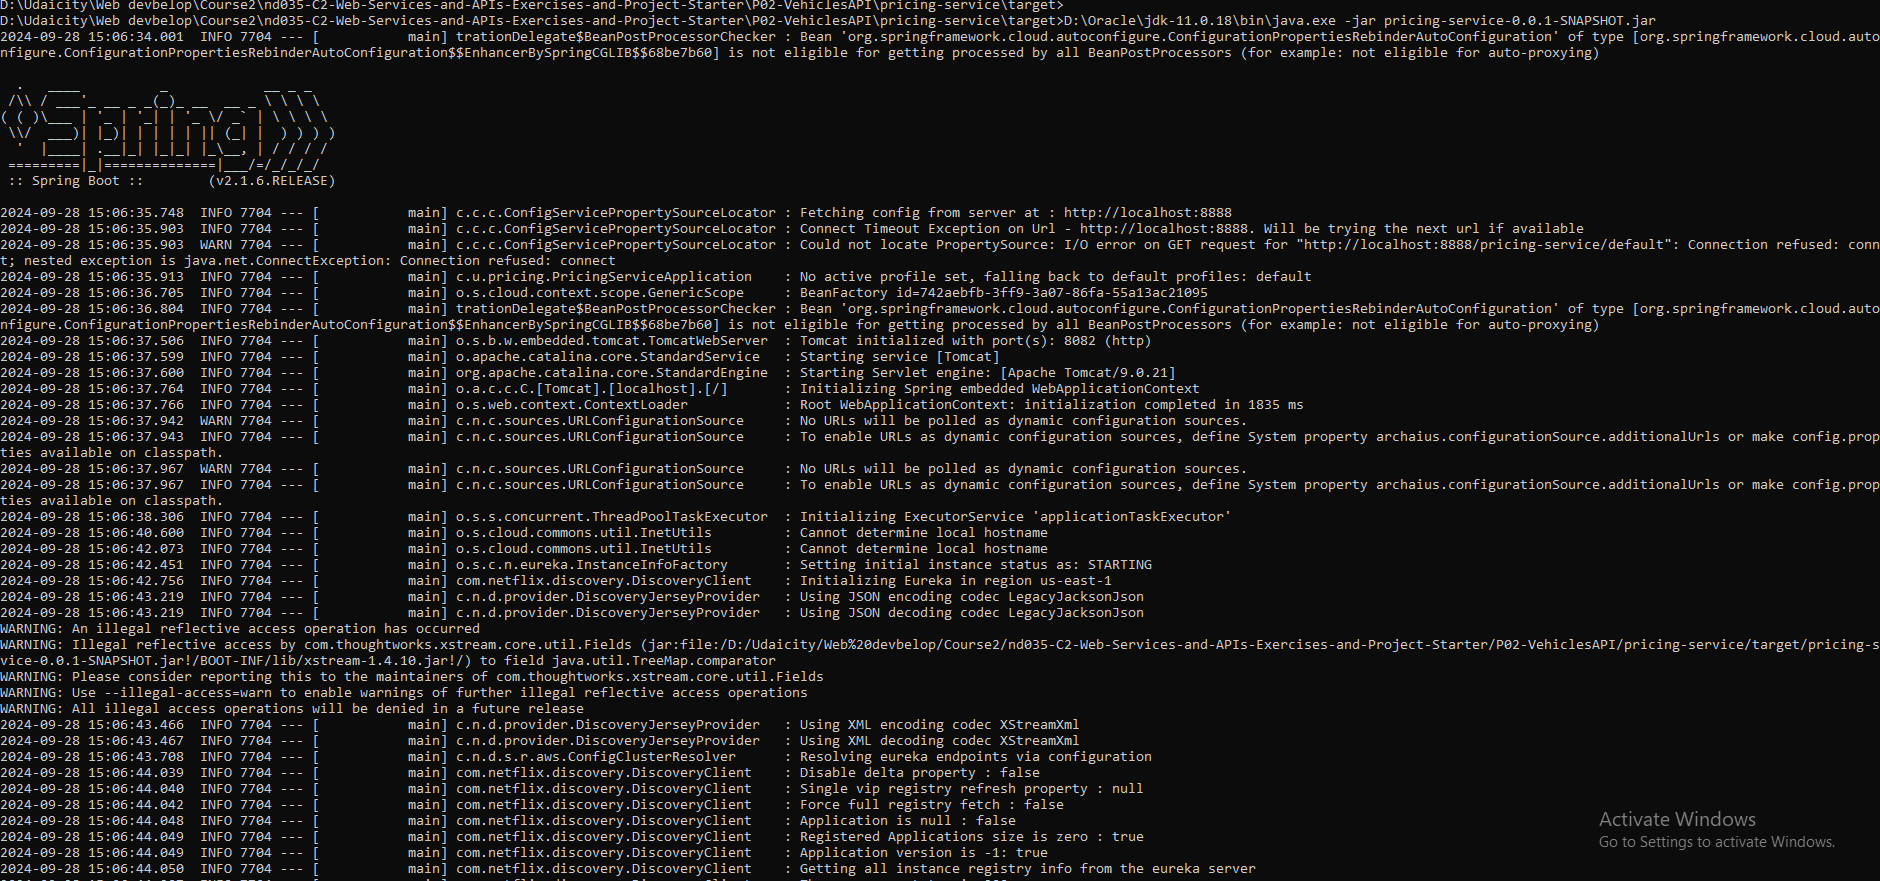 D:\Udaicity\Web devbelop\Course2\nd035-C2-Web-Services-and-APIs-Exercises-and-Project-Starter\P02-VehiclesAPI\pricing-service\target>
D:\Udaicity\Web devbelop\Course2\nd035-C2-Web-Services-and-APIs-Exercises-and-Project-Starter\P02-VehiclesAPI\pricing-service\target>D:\Oracle\jdk-11.0.18\bin\java.exe -jar pricing-service-0.0.1-SNAPSHOT.jar
2024-09-28 15:06:34.001  INFO 7704 --- [           main] trationDelegate$BeanPostProcessorChecker : Bean 'org.springframework.cloud.autoconfigure.ConfigurationPropertiesRebinderAutoConfiguration' of type [org.springframework.cloud.auto
nfigure.ConfigurationPropertiesRebinderAutoConfiguration$$EnhancerBySpringCGLIB$$68be7b60] is not eligible for getting processed by all BeanPostProcessors (for example: not eligible for auto-proxying)
:: Spring Boot ::        (v2.1.6.RELEASE)
2024-09-28 15:06:35.748  INFO 7704 --- [           main] c.c.c.ConfigServicePropertySourceLocator : Fetching config from server at : http://localhost:8888
2024-09-28 15:06:35.903  INFO 7704 --- [           main] c.c.c.ConfigServicePropertySourceLocator : Connect Timeout Exception on Url - http://localhost:8888. Will be trying the next url if available
2024-09-28 15:06:35.903  WARN 7704 --- [           main] c.c.c.ConfigServicePropertySourceLocator : Could not locate PropertySource: I/O error on GET request for "http://localhost:8888/pricing-service/default": Connection refused: conn
t; nested exception is java.net.ConnectException: Connection refused: connect
2024-09-28 15:06:35.913  INFO 7704 --- [           main] c.u.pricing.PricingServiceApplication    : No active profile set, falling back to default profiles: default
2024-09-28 15:06:36.705  INFO 7704 --- [           main] o.s.cloud.context.scope.GenericScope     : BeanFactory id=742aebfb-3ff9-3a07-86fa-55a13ac21095
2024-09-28 15:06:36.804  INFO 7704 --- [           main] trationDelegate$BeanPostProcessorChecker : Bean 'org.springframework.cloud.autoconfigure.ConfigurationPropertiesRebinderAutoConfiguration' of type [org.springframework.cloud.auto
nfigure.ConfigurationPropertiesRebinderAutoConfiguration$$EnhancerBySpringCGLIB$$68be7b60] is not eligible for getting processed by all BeanPostProcessors (for example: not eligible for auto-proxying)
2024-09-28 15:06:37.506  INFO 7704 --- [           main] o.s.b.w.embedded.tomcat.TomcatWebServer  : Tomcat initialized with port(s): 8082 (http)
2024-09-28 15:06:37.599  INFO 7704 --- [           main] o.apache.catalina.core.StandardService   : Starting service [Tomcat]
2024-09-28 15:06:37.600  INFO 7704 --- [           main] org.apache.catalina.core.StandardEngine  : Starting Servlet engine: [Apache Tomcat/9.0.21]
2024-09-28 15:06:37.764  INFO 7704 --- [           main] o.a.c.c.C.[Tomcat].[localhost].[/]       : Initializing Spring embedded WebApplicationContext
2024-09-28 15:06:37.766  INFO 7704 --- [           main] o.s.web.context.ContextLoader            : Root WebApplicationContext: initialization completed in 1835 ms
2024-09-28 15:06:37.942  WARN 7704 --- [           main] c.n.c.sources.URLConfigurationSource     : No URLs will be polled as dynamic configuration sources.
2024-09-28 15:06:37.943  INFO 7704 --- [           main] c.n.c.sources.URLConfigurationSource     : To enable URLs as dynamic configuration sources, define System property archaius.configurationSource.additionalUrls or make config.prop
ties available on classpath.
2024-09-28 15:06:37.967  WARN 7704 --- [           main] c.n.c.sources.URLConfigurationSource     : No URLs will be polled as dynamic configuration sources.
2024-09-28 15:06:37.967  INFO 7704 --- [           main] c.n.c.sources.URLConfigurationSource     : To enable URLs as dynamic configuration sources, define System property archaius.configurationSource.additionalUrls or make config.prop
ties available on classpath.
2024-09-28 15:06:38.306  INFO 7704 --- [           main] o.s.s.concurrent.ThreadPoolTaskExecutor  : Initializing ExecutorService 'applicationTaskExecutor'
2024-09-28 15:06:40.600  INFO 7704 --- [           main] o.s.cloud.commons.util.InetUtils         : Cannot determine local hostname
2024-09-28 15:06:42.073  INFO 7704 --- [           main] o.s.cloud.commons.util.InetUtils         : Cannot determine local hostname
2024-09-28 15:06:42.451  INFO 7704 --- [           main] o.s.c.n.eureka.InstanceInfoFactory       : Setting initial instance status as: STARTING
2024-09-28 15:06:42.756  INFO 7704 --- [           main] com.netflix.discovery.DiscoveryClient    : Initializing Eureka in region us-east-1
2024-09-28 15:06:43.219  INFO 7704 --- [           main] c.n.d.provider.DiscoveryJerseyProvider   : Using JSON encoding codec LegacyJacksonJson
2024-09-28 15:06:43.219  INFO 7704 --- [           main] c.n.d.provider.DiscoveryJerseyProvider   : Using JSON decoding codec LegacyJacksonJson
WARNING: An illegal reflective access operation has occurred
WARNING: Illegal reflective access by com.thoughtworks.xstream.core.util.Fields (jar:file:/D:/Udaicity/Web%20devbelop/Course2/nd035-C2-Web-Services-and-APIs-Exercises-and-Project-Starter/P02-VehiclesAPI/pricing-service/target/pricing-s
vice-0.0.1-SNAPSHOT.jar!/BOOT-INF/lib/xstream-1.4.10.jar!/) to field java.util.TreeMap.comparator
WARNING: Please consider reporting this to the maintainers of com.thoughtworks.xstream.core.util.Fields
WARNING: Use --illegal-access=warn to enable warnings of further illegal reflective access operations
WARNING: All illegal access operations will be denied in a future release
2024-09-28 15:06:43.466  INFO 7704 --- [           main] c.n.d.provider.DiscoveryJerseyProvider   : Using XML encoding codec XStreamXml
2024-09-28 15:06:43.467  INFO 7704 --- [           main] c.n.d.provider.DiscoveryJerseyProvider   : Using XML decoding codec XStreamXml
2024-09-28 15:06:43.708  INFO 7704 --- [           main] c.n.d.s.r.aws.ConfigClusterResolver      : Resolving eureka endpoints via configuration
2024-09-28 15:06:44.039  INFO 7704 --- [           main] com.netflix.discovery.DiscoveryClient    : Disable delta property : false
2024-09-28 15:06:44.040  INFO 7704 --- [           main] com.netflix.discovery.DiscoveryClient    : Single vip registry refresh property : null
2024-09-28 15:06:44.042  INFO 7704 --- [           main] com.netflix.discovery.DiscoveryClient    : Force full registry fetch : false
2024-09-28 15:06:44.048  INFO 7704 --- [           main] com.netflix.discovery.DiscoveryClient    : Application is null : false
2024-09-28 15:06:44.049  INFO 7704 --- [           main] com.netflix.discovery.DiscoveryClient    : Registered Applications size is zero : true
2024-09-28 15:06:44.049  INFO 7704 --- [           main] com.netflix.discovery.DiscoveryClient    : Application version is -1: true
2024-09-28 15:06:44.050  INFO 7704 --- [           main] com.netflix.discovery.DiscoveryClient    : Getting all instance registry info from the eureka server
Activate Windows
Go to Settings to activate Windows.